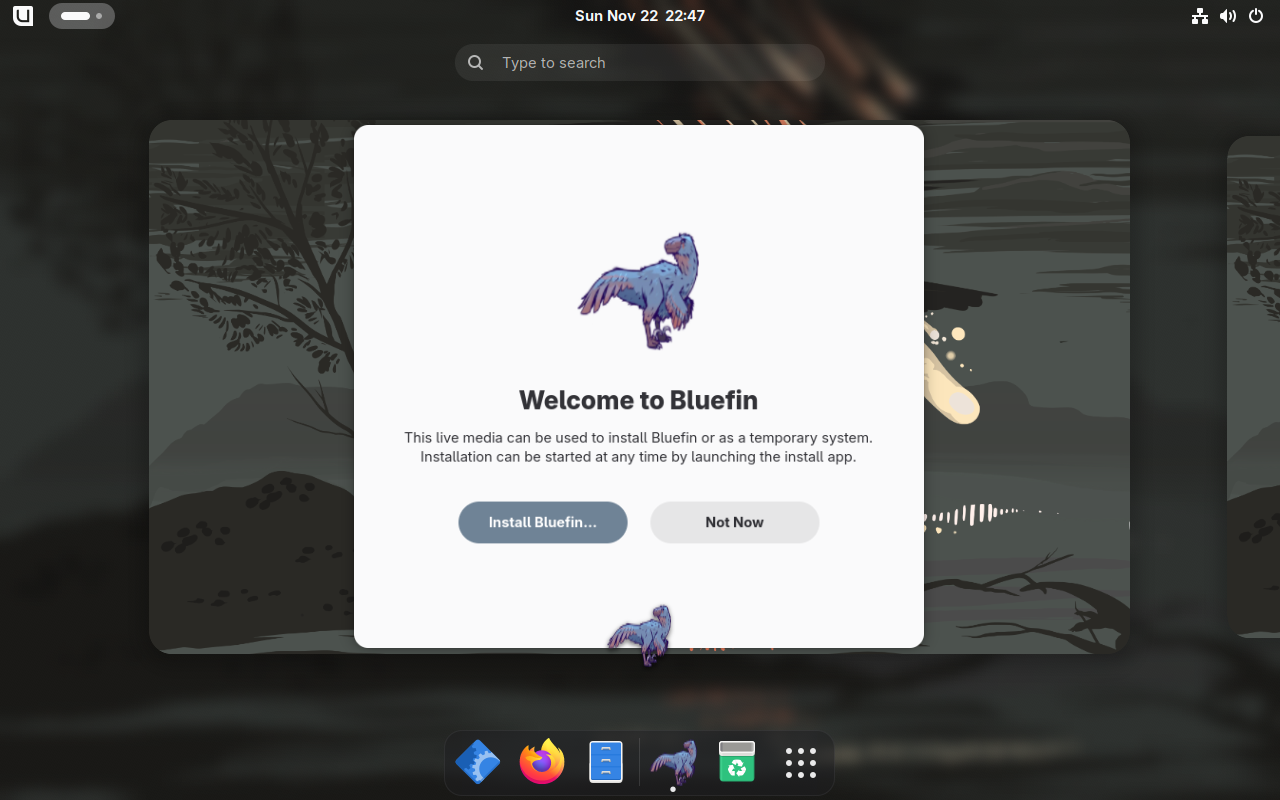 Sun Nov 22 22:47
Type to search
Welcome to Bluefin
This live media can be used to install Bluefin or as a temporary system.
Installation can be started at any time by launching the install app.
Install Bluefin...
Not Now